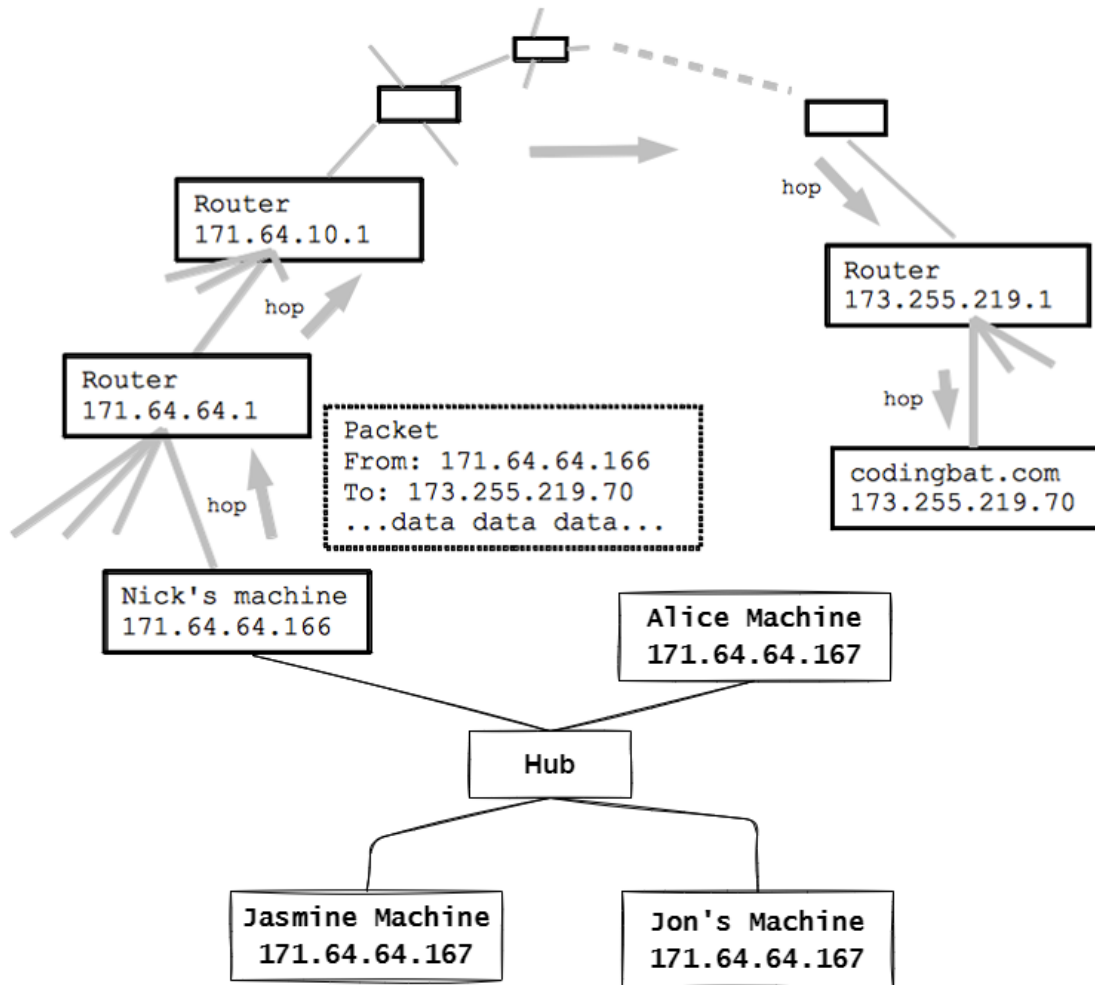 hop
Router
171.64.10.1
Router
173.255.219.1
hop
Router
171.64.64.1
hop
Packet
From: 171.64.64.166
To: 173.255.219.70
...data data data...
codingbat.com
173.255.219.70
hop
Nick's machine
171.64.64.166
Alice Machine
171.64.64.167
Hub
Jasmine Machine
171.64.64.167
Jon's Machine
171.64.64.167